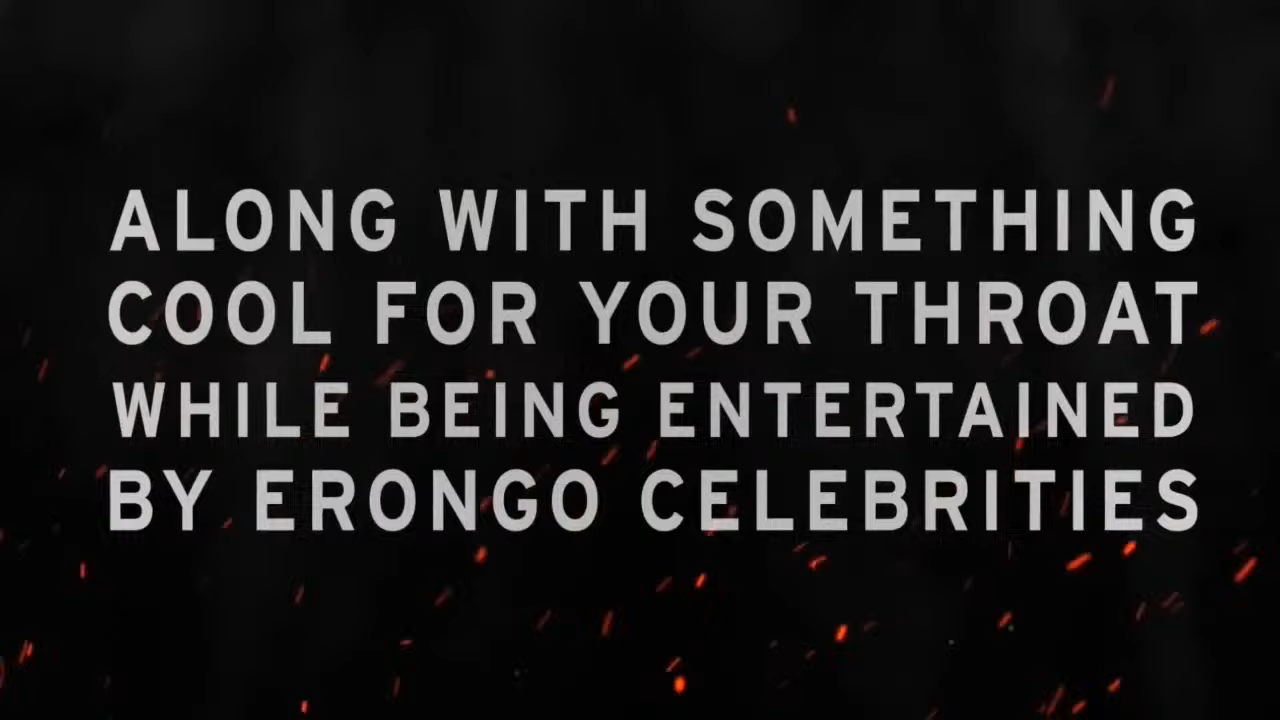 ALONG WITH SOMETHING
COOL FOR YOUR THROAT
WHILE BEING ENTERTAINED
BY ERONGO CELEBRITIES